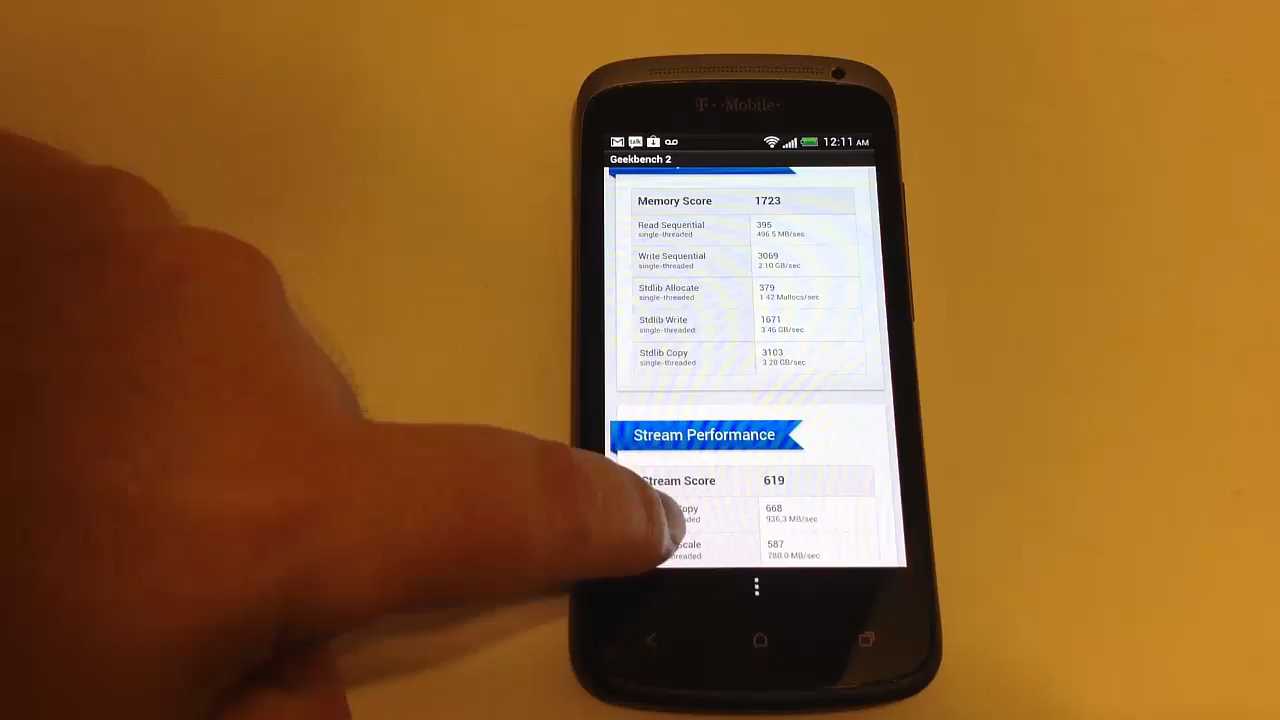 T··Mobile·
talk
12:11 AM
Geekbench 2
Memory Score 1723
Read Sequential 395
single-threaded 496.5 MB/sec
Write Sequential 3069
single-threaded 2.10 GB/sec
Stdlib Allocate 379
single-threaded 1.42 Mallocs/sec
Stdlib Write 1671
single-threaded 3.46 GB/sec
Stdlib Copy 3103
single-threaded 3.20 GB/sec
Stream Performance
Stream Score 619
Copy 668
936.3 MB/sec
Scale 587
780.0 MB/sec